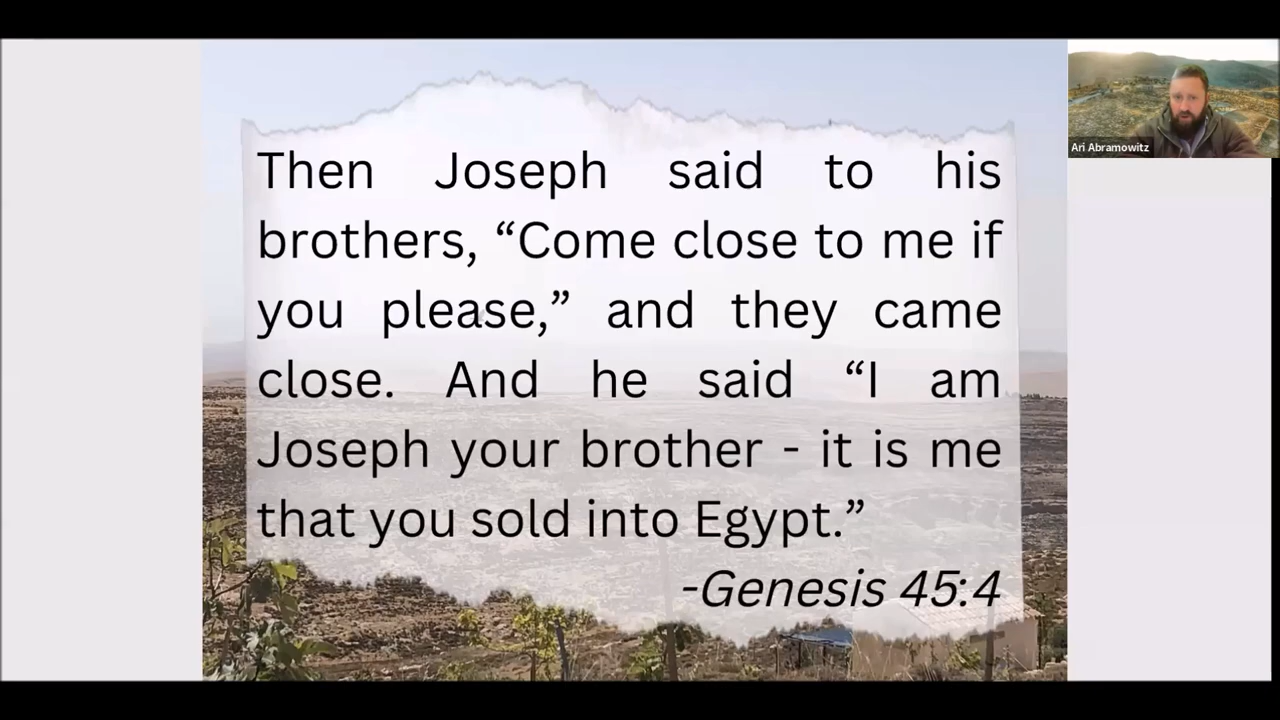 Then Joseph said to his
brothers, “Come close to me if
you please,” and they came
close. And he said “I am
Joseph your brother - it is me
that you sold into Egypt.”
-Genesis 45:4
Ari Abramowitz